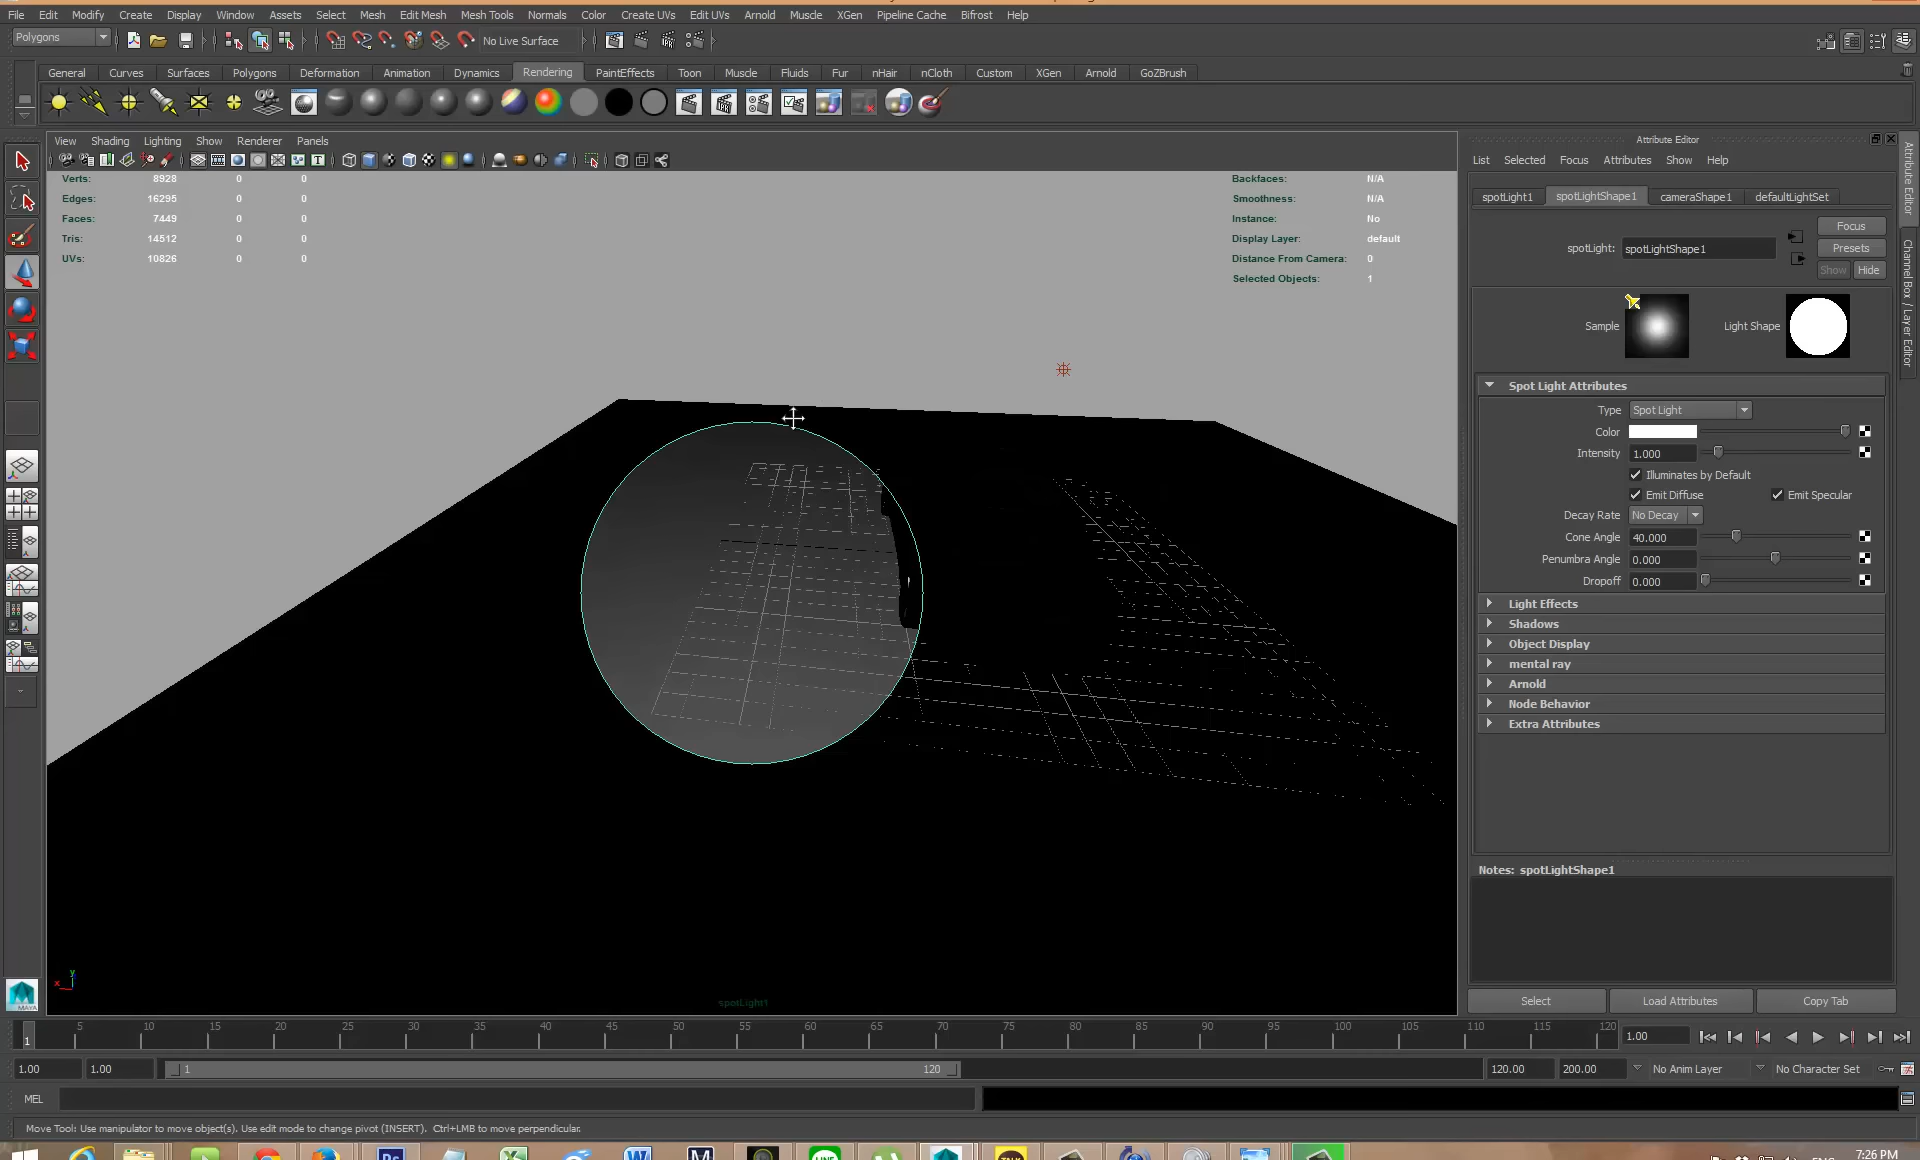 File Edit Modify Create Display Window Assets Select Mesh Edit Mesh Mesh Tools Normals Color Create UVs Edit UVs Arnold Muscle XGen Pipeline Cache Bifrost Help
Polygons No Live Surface
General Curves Surfaces Polygons Deformation Animation Dynamics Rendering PaintEffects Toon Muscle Fluids Fur nHair nCloth Custom XGen Arnold GoZBrush
View Shading Lighting Show Renderer Panels
Verts: 8928 0 0
Edges: 16295 0 0
Faces: 7449 0 0
Tris: 14512 0 0
UVs: 10826 0 0
Backfaces: N/A
Smoothness: N/A
Instance: No
Display Layer: default
Distance From Camera: 0
Selected Objects: 1
spotLight1
x y
MAYA
Attribute Editor
List Selected Focus Attributes Show Help
spotLight1 spotLightShape1 cameraShape1 defaultLightSet
Focus
spotLight: spotLightShape1 Presets
Show Hide
Sample Light Shape
Spot Light Attributes
Type Spot Light
Color
Intensity 1.000
Illuminates by Default
Emit Diffuse Emit Specular
Decay Rate No Decay
Cone Angle 40.000
Penumbra Angle 0.000
Dropoff 0.000
Light Effects
Shadows
Object Display
mental ray
Arnold
Node Behavior
Extra Attributes
Notes: spotLightShape1
Select Load Attributes Copy Tab
Attribute Editor
Channel Box / Layer Editor
1 5 10 15 20 25 30 35 40 45 50 55 60 65 70 75 80 85 90 95 100 105 110 115 120 1.00
1.00 1.00 1 120 120.00 200.00 No Anim Layer No Character Set
MEL
Move Tool: Use manipulator to move object(s). Use edit mode to change pivot (INSERT). Ctrl+LMB to move perpendicular.
7:26 PM